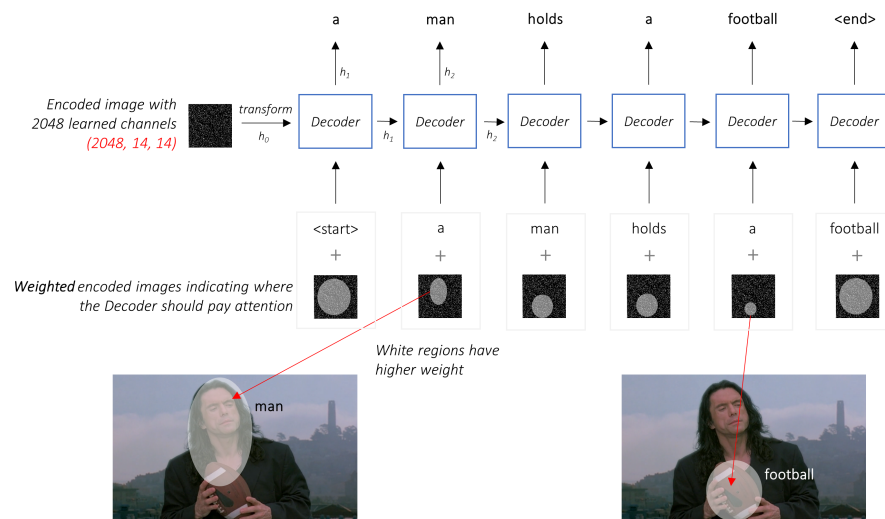 a man holds a football <end>
h1 h2
Encoded image with
2048 learned channels
(2048, 14, 14)
transform
h0
Decoder Decoder Decoder Decoder Decoder Decoder
h1 h2
<start> a man holds a football
+ + + + + +
Weighted encoded images indicating where
the Decoder should pay attention
White regions have
higher weight
man
football